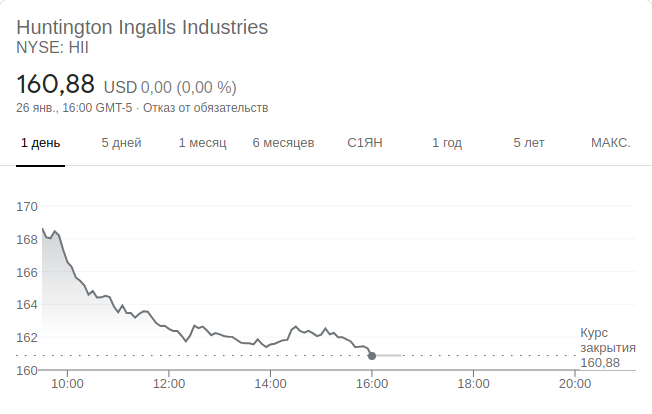 Huntington Ingalls Industries
NYSE: HII
160,88 USD 0,00 (0,00 %)
26 янв., 16:00 GMT-5 · Отказ от обязательств
1 день 5 дней 1 месяц 6 месяцев С1ЯН 1 год 5 лет МАКС.
170
168
166
164
162
160
Курс
закрытия
160,88
10:00 12:00 14:00 16:00 18:00 20:00